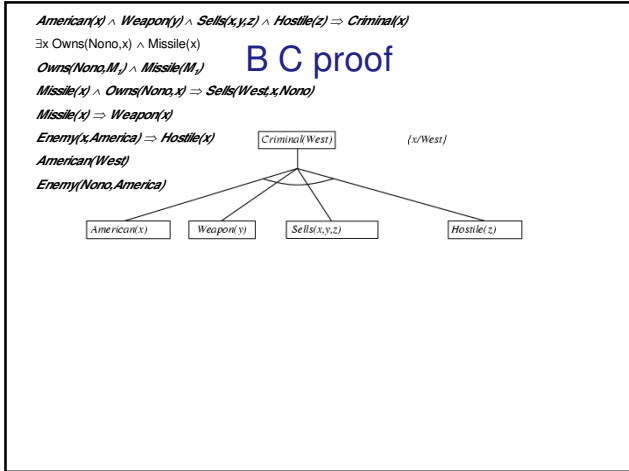 American(x) ∧ Weapon(y) ∧ Sells(x,y,z) ∧ Hostile(z) ⇒ Criminal(x)
∃x Owns(Nono,x) ∧ Missile(x)
B C proof
Owns(Nono,M₁) ∧ Missile(M₁)
Missile(x) ∧ Owns(Nono,x) ⇒ Sells(West,x,Nono)
Missile(x) ⇒ Weapon(x)
Enemy(x,America) ⇒ Hostile(x)
Criminal(West)
{x/West}
American(West)
Enemy(Nono,America)
American(x)
Weapon(y)
Sells(x,y,z)
Hostile(z)